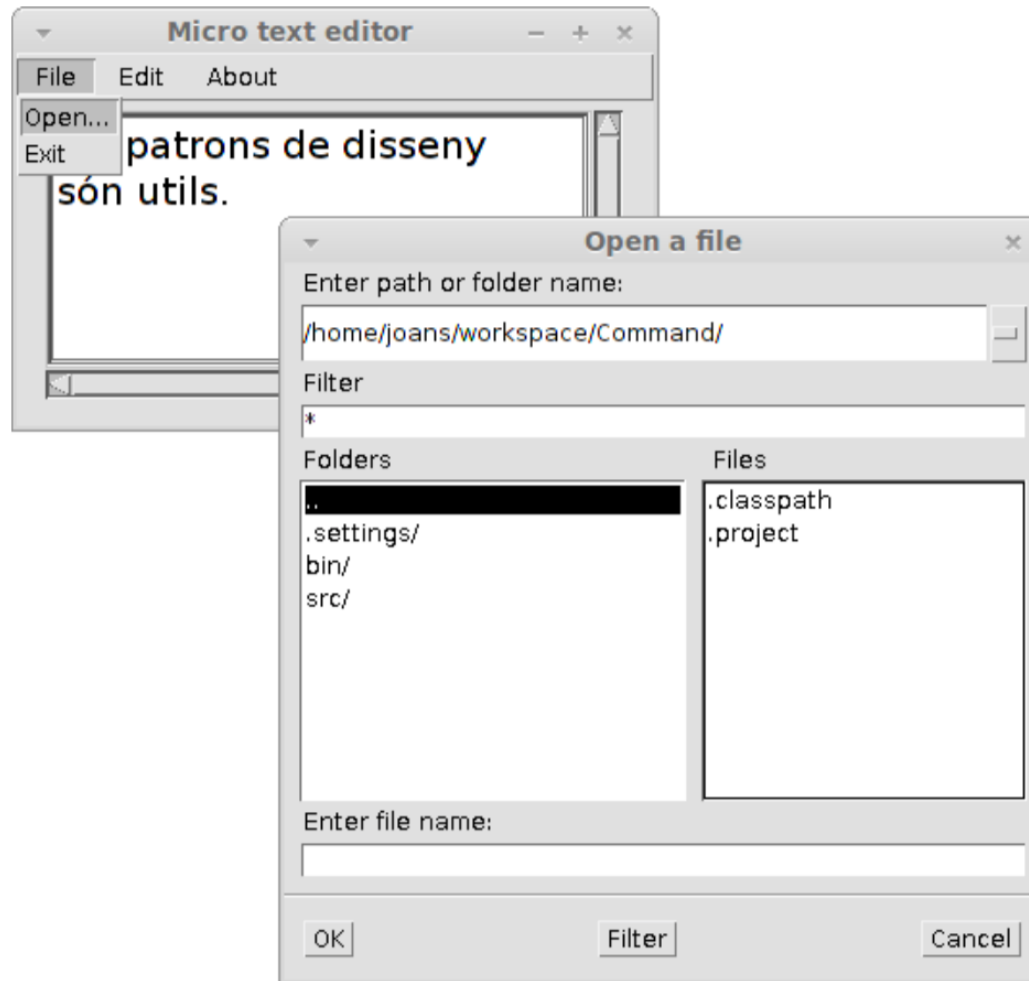 Micro text editor
File Edit About
Open...
Exit
patrons de disseny
són utils.
Open a file
Enter path or folder name:
/home/joans/workspace/Command/
Filter
*
Folders Files
.. .classpath
.settings/ .project
bin/
src/
Enter file name:
OK Filter Cancel